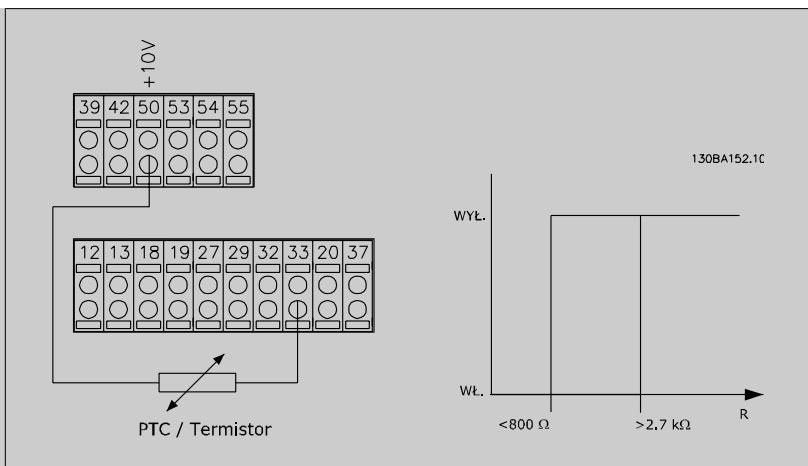 +10V
39 42 50 53 54 55
130BA152.10
WYŁ.
12 13 18 19 27 29 32 33 20 37
WŁ.
<800 Ω
>2.7 kΩ
R
PTC / Termistor